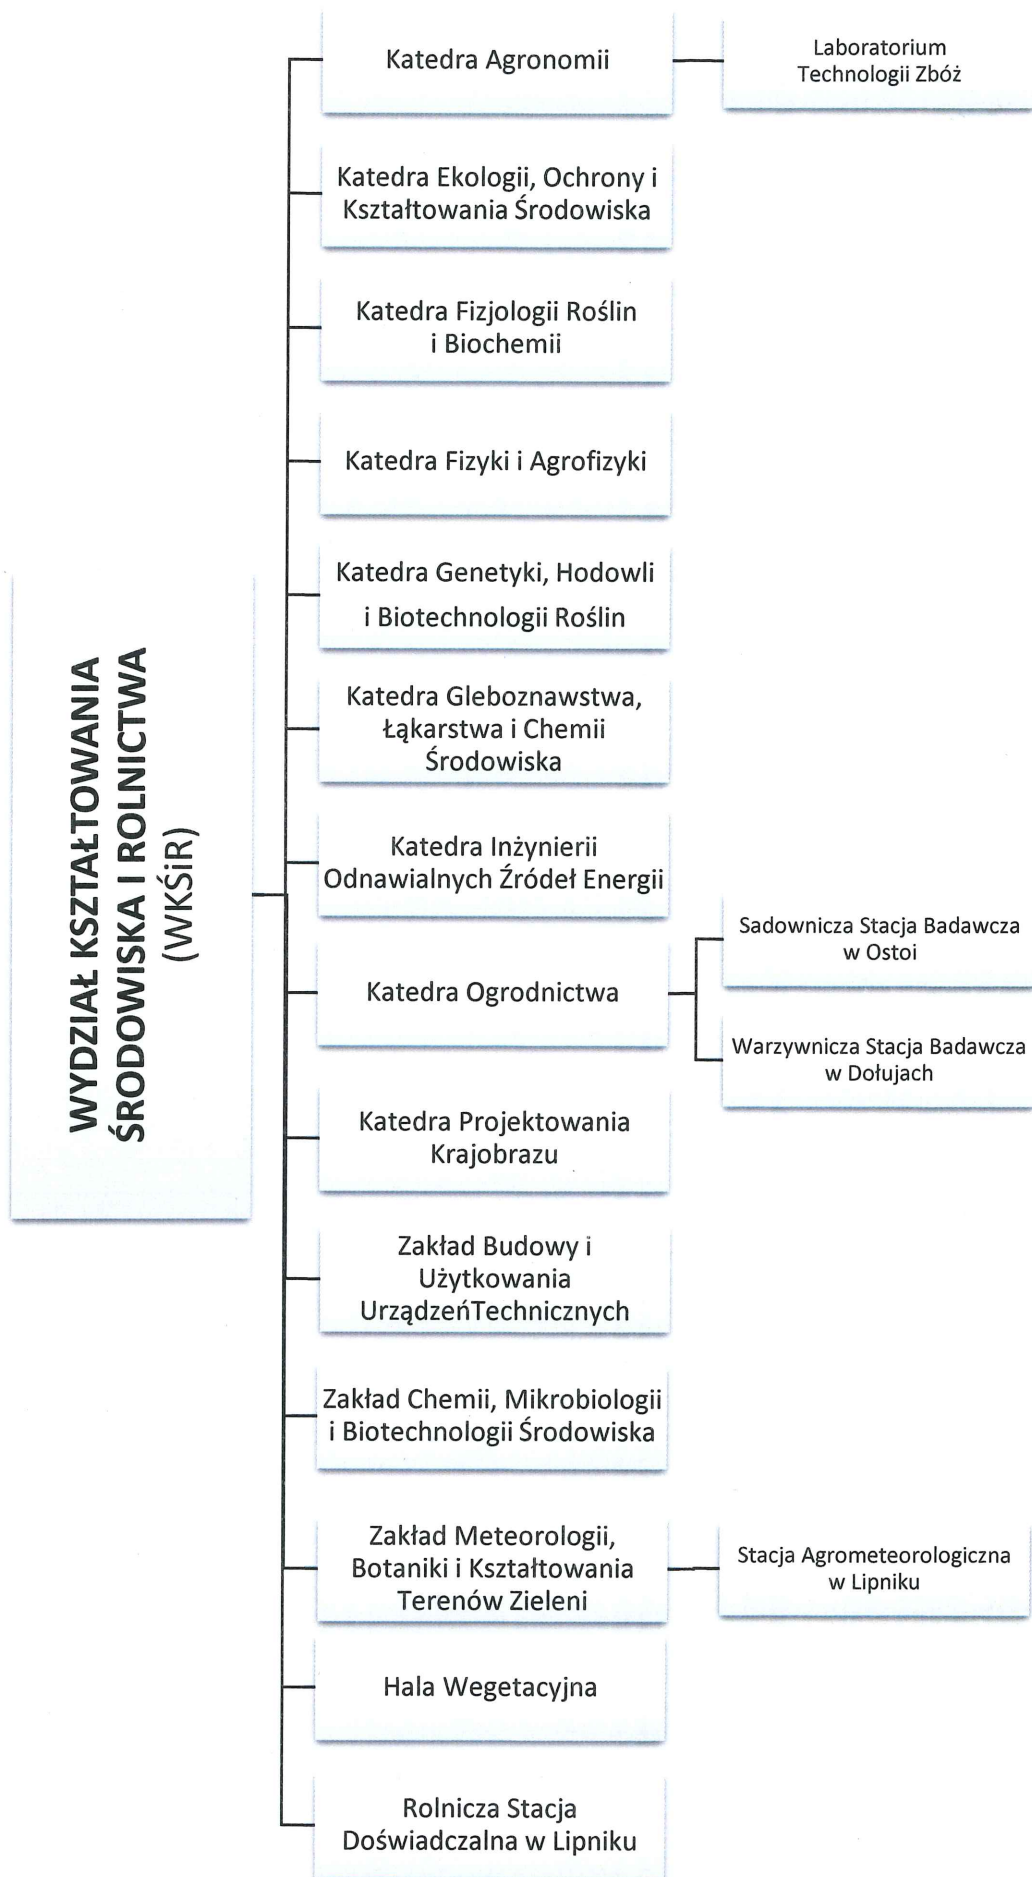 WYDZIAŁ KSZTAŁTOWANIA
ŚRODOWISKA I ROLNICTWA
(WKŚiR)
Katedra Agronomii
Laboratorium
Technologii Zbóż
Katedra Ekologii, Ochrony i
Kształtowania Środowiska
Katedra Fizjologii Roślin
i Biochemii
Katedra Fizyki i Agrofizyki
Katedra Genetyki, Hodowli
i Biotechnologii Roślin
Katedra Gleboznawstwa,
Łąkarstwa i Chemii
Środowiska
Katedra Inżynierii
Odnawialnych Źródeł Energii
Katedra Ogrodnictwa
Sadownicza Stacja Badawcza
w Ostoi
Warzywnicza Stacja Badawcza
w Dołujach
Katedra Projektowania
Krajobrazu
Zakład Budowy i
Użytkowania
UrządzeńTechnicznych
Zakład Chemii, Mikrobiologii
i Biotechnologii Środowiska
Zakład Meteorologii,
Botaniki i Kształtowania
Terenów Zieleni
Stacja Agrometeorologiczna
w Lipniku
Hala Wegetacyjna
Rolnicza Stacja
Doświadczalna w Lipniku